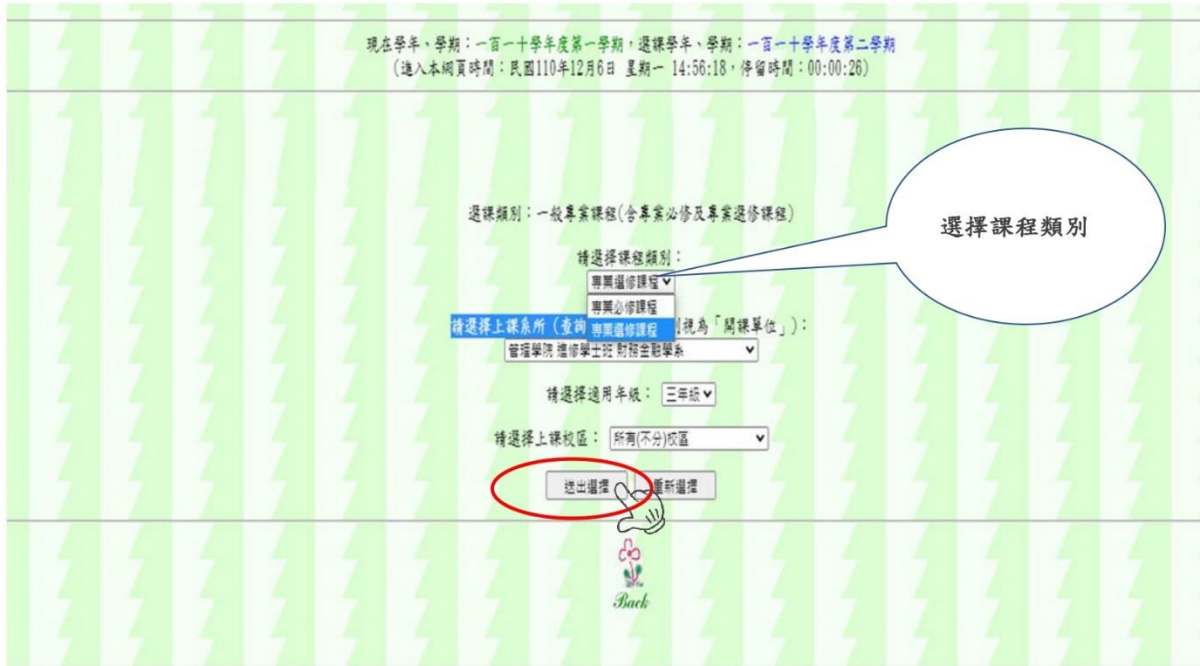 現在學年、學期：一百一十學年度第一學期，選課學年、學期：一百一十學年度第二學期
(進入本網頁時間：民國110年12月6日 星期一 14:56:18，停留時間：00:00:26)
選課類別：一般專業課程(含專業必修及專業選修課程)
選擇課程類別
請選擇課程類別：
專業選修課程
專業必修課程
請選擇上課系所（查詢 專業選修課程 視為「開課單位」)：
管理學院 進修學士班 財務金融學系
請選擇適用年級： 三年級
請選擇上課校區： 所有(不分)校區
送出選擇 重新選擇
Back